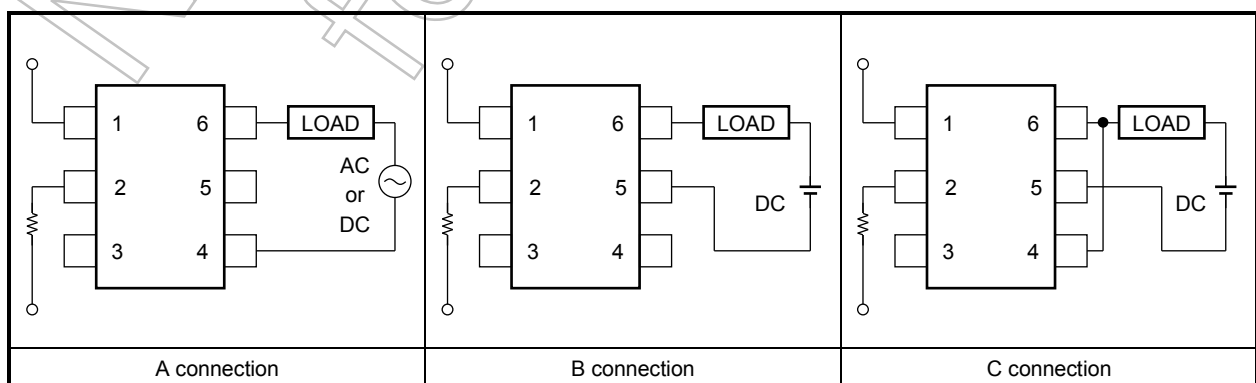 1 6 LOAD
2 5 AC
or
DC
3 4
A connection
1 6 LOAD
2 5 DC
3 4
B connection
1 6 LOAD
2 5 DC
3 4
C connection